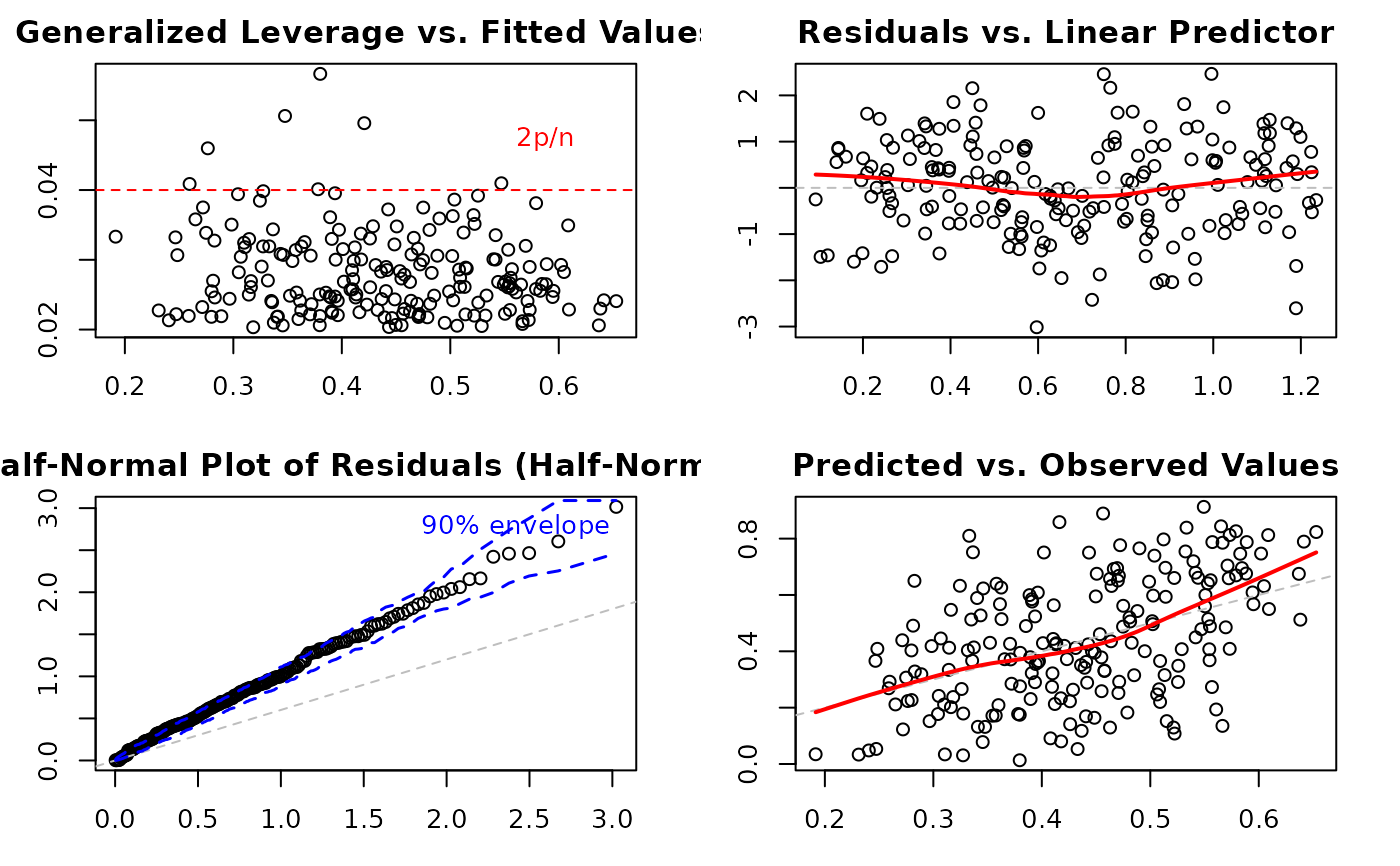 Generalized Leverage vs. Fitted Values
2p/n
0.04
0.02
0.2 0.3 0.4 0.5 0.6
Residuals vs. Linear Predictor
2
1
-1
-3
0.2 0.4 0.6 0.8 1.0 1.2
alf-Normal Plot of Residuals (Half-Norm
90% envelope
3.0
2.0
1.0
0.0
0.0 0.5 1.0 1.5 2.0 2.5 3.0
Predicted vs. Observed Values
0.8
0.4
0.0
0.2 0.3 0.4 0.5 0.6